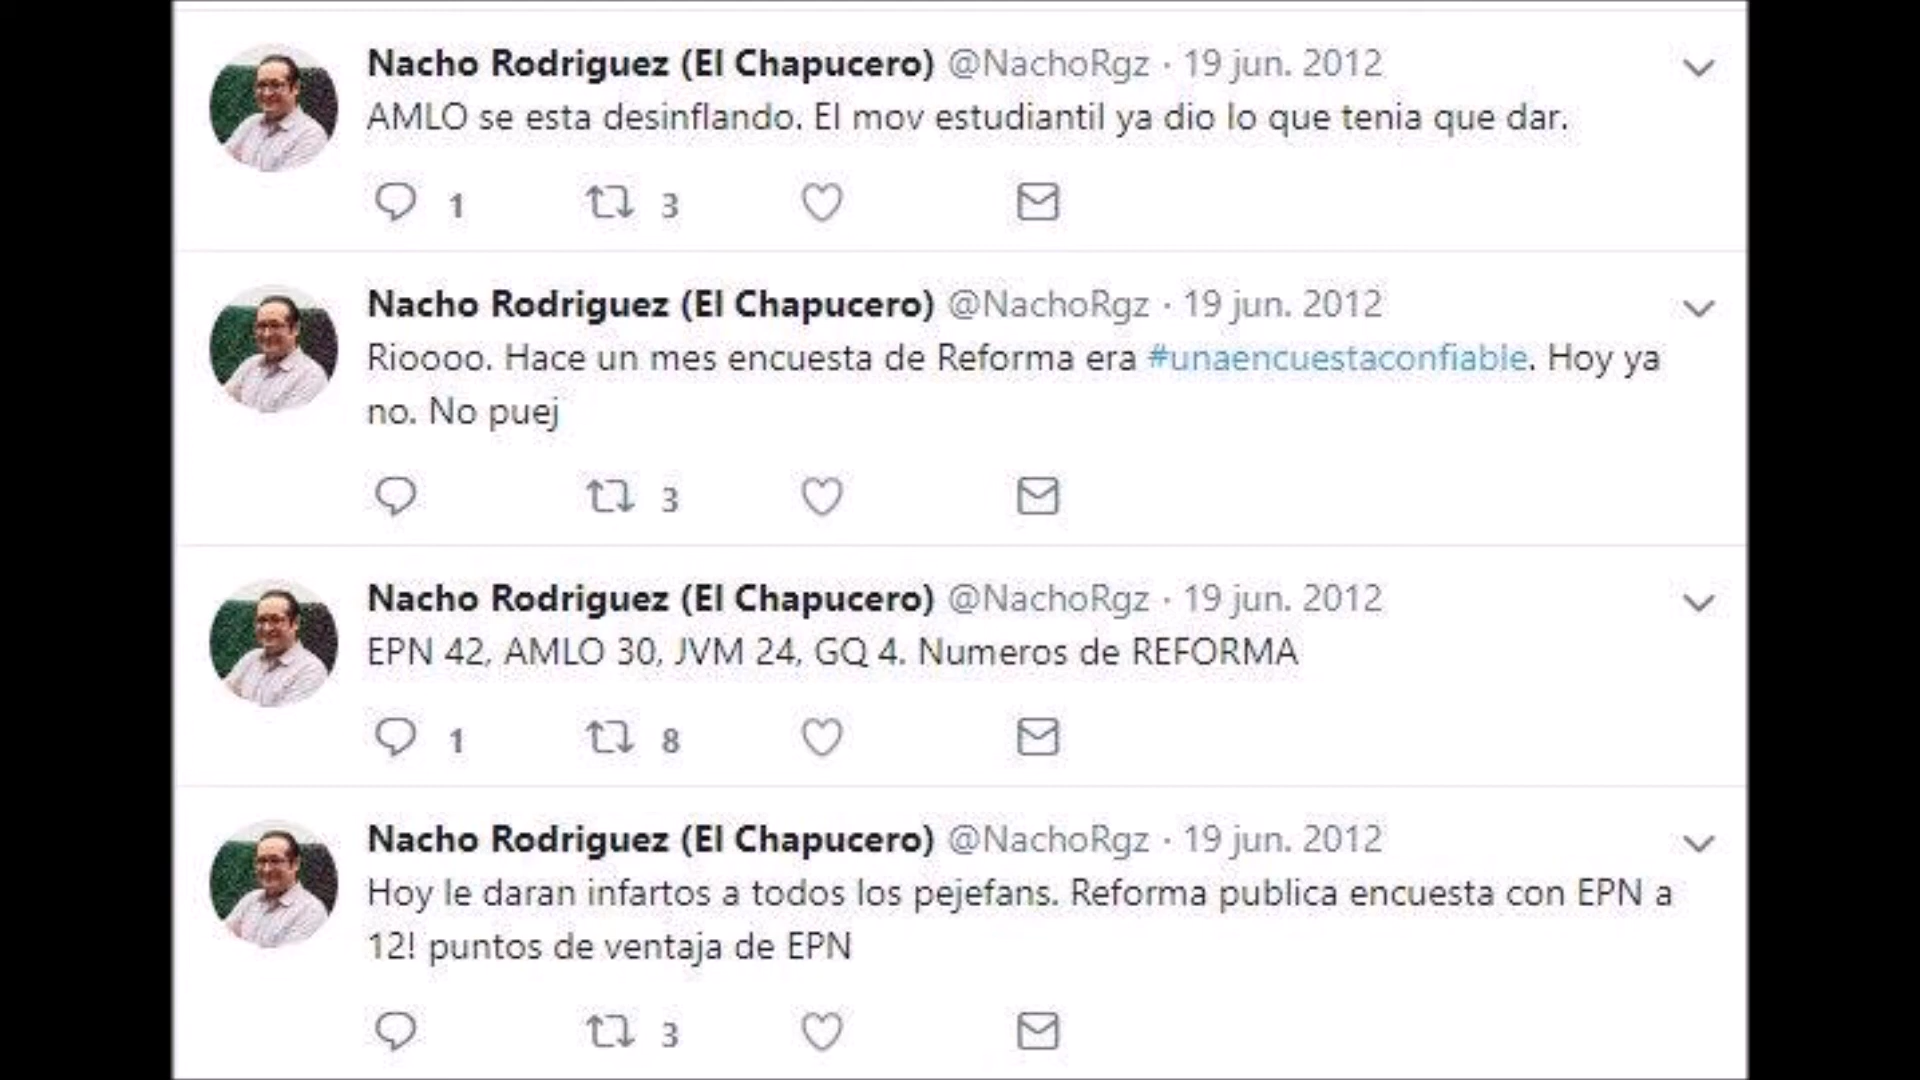 Nacho Rodriguez (El Chapucero) @NachoRgz · 19 jun. 2012
AMLO se esta desinflando. El mov estudiantil ya dio lo que tenia que dar.
1 3
Nacho Rodriguez (El Chapucero) @NachoRgz · 19 jun. 2012
Rioooo. Hace un mes encuesta de Reforma era #unaencuestaconfiable. Hoy ya
no. No puej
3
Nacho Rodriguez (El Chapucero) @NachoRgz · 19 jun. 2012
EPN 42, AMLO 30, JVM 24, GQ 4. Numeros de REFORMA
1 8
Nacho Rodriguez (El Chapucero) @NachoRgz · 19 jun. 2012
Hoy le daran infartos a todos los pejefans. Reforma publica encuesta con EPN a
12! puntos de ventaja de EPN
3